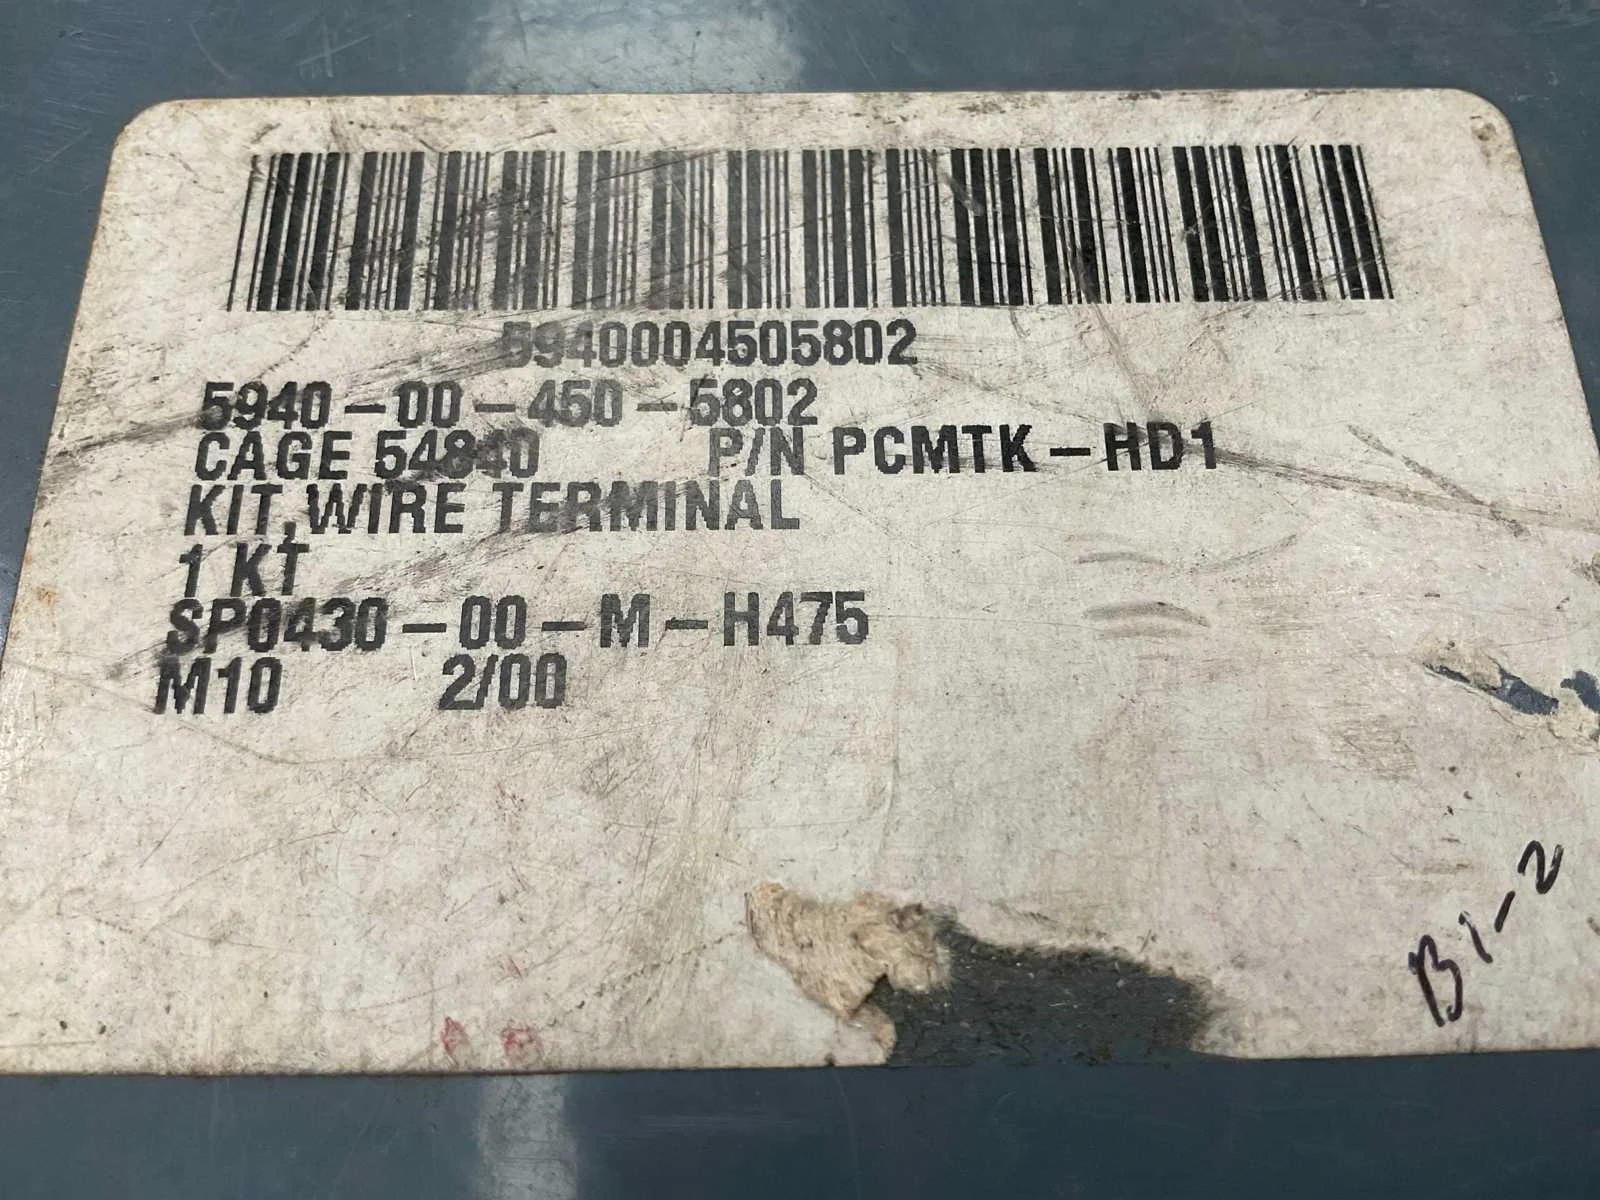 5940004505802
5940-00-450-5802
CAGE 54840 P/N PCMTK-HD1
KIT,WIRE TERMINAL
1 KT
SP0430-00-M-H475
M10 2/00
B1-2